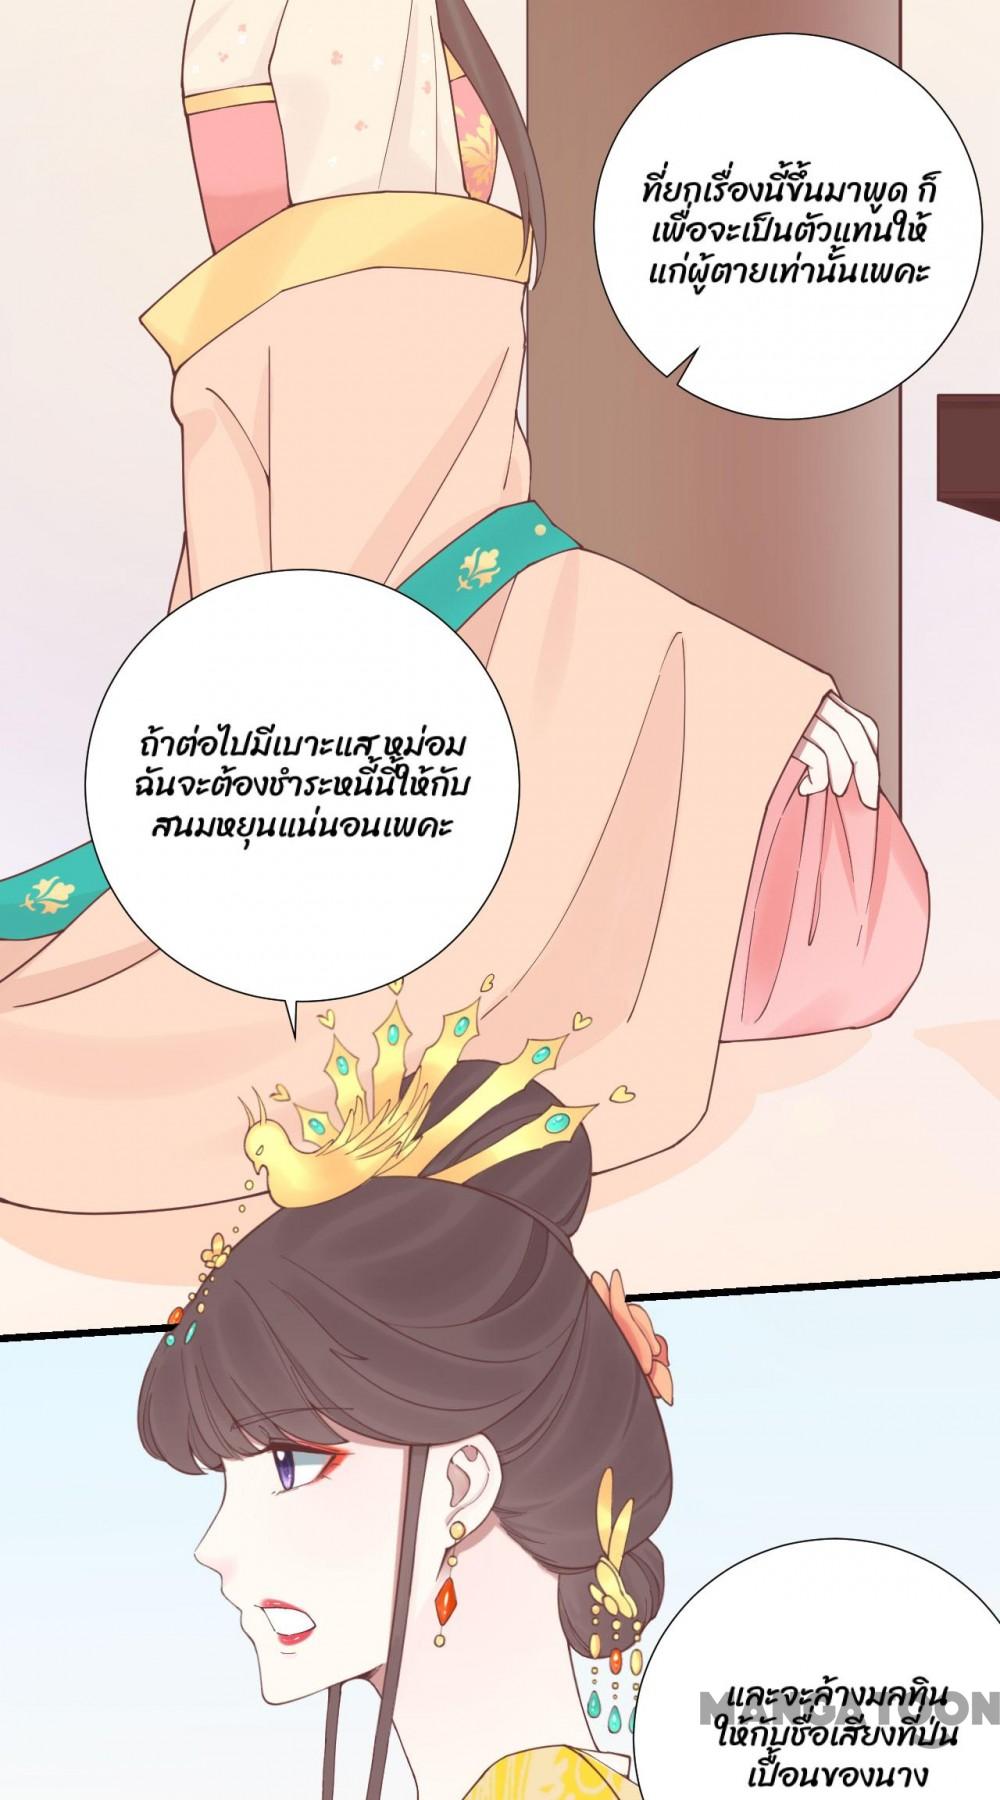 ที่ยกเรื่องนี้ขึ้นมาพูด ก็
เพื่อจะเป็นตัวแทนให้
แก่ผู้ตายเท่านั้นเพคะ
ถ้าต่อไปมีเบาะแส หม่อม
ฉันจะต้องชำระหนี้นี้ให้กับ
สนมหยุนแน่นอนเพคะ
และจะล้างมลทิน
ให้กับชื่อเสียงที่ปน
เปื้อนของนาง
MANGATOON